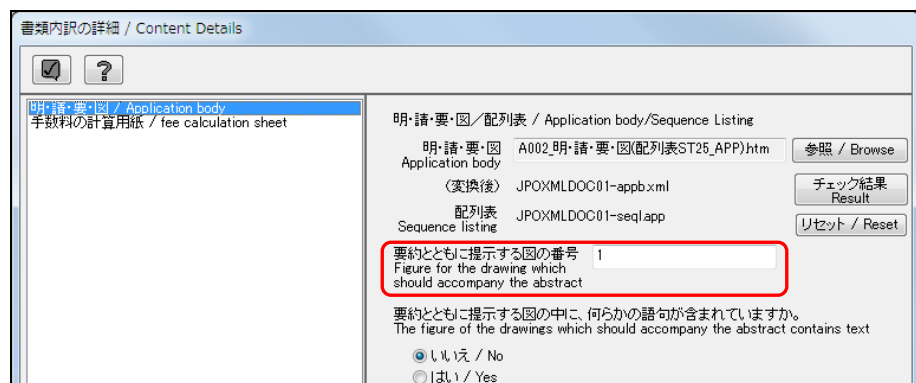 書類内訳の詳細 / Content Details
?
明・請・要・図 / Application body
手数料の計算用紙 / fee calculation sheet
明・請・要・図／配列表 / Application body/Sequence Listing
明・請・要・図
Application body
A002_明・請・要・図(配列表ST25_APP).htm
参照 / Browse
(変換後)
JPOXMLDOC01-appb.xml
チェック結果
Result
配列表
Sequence listing
JPOXMLDOC01-seql.app
リセット / Reset
要約とともに提示する図の番号
Figure for the drawing which
should accompany the abstract
1
要約とともに提示する図の中に、何らかの語句が含まれていますか。
The figure of the drawings which should accompany the abstract contains text
いいえ / No
はい / Yes